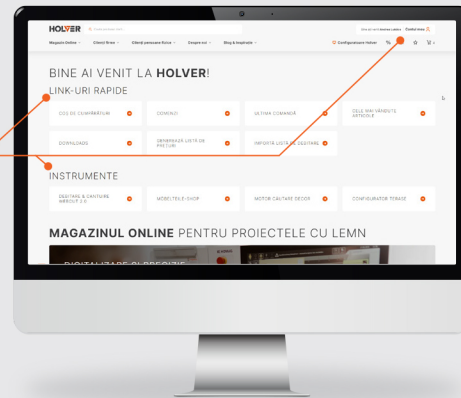 HOLVER
Contul meu
Magazin Online
Clienți firme
Clienți persoane fizice
Despre noi
Blog & Inspirație
Configuratoare Holver
BINE AI VENIT LA HOLVER!
LINK-URI RAPIDE
COȘ DE CUMPĂRĂTURI
COMENZI
ULTIMA COMANDĂ
CELE MAI VÂNDUTE
ARTICOLE
DOWNLOADS
GENEREAZĂ LISTĂ DE
PREȚURI
IMPORTĂ LISTĂ DE DEBITARE
INSTRUMENTE
DEBITARE & CANTUIRE
WEBCUT 2.0
MÖBELTEILE-SHOP
MOTOR CĂUTARE DECOR
CONFIGURATOR TERASE
MAGAZINUL ONLINE PENTRU PROIECTELE CU LEMN
DIGITALIZARE ȘI PRECIZIE